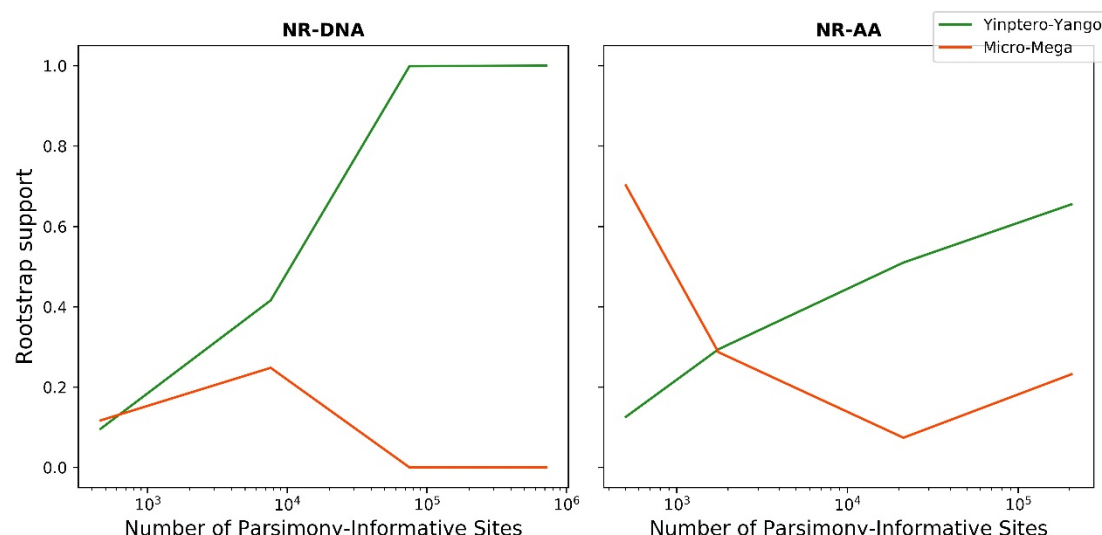 NR-DNA
NR-AA
Yinptero-Yango
Micro-Mega
Rootstrap support
1.0
0.8
0.6
0.4
0.2
0.0
10³ 10⁴ 10⁵ 10⁶
10³ 10⁴ 10⁵
Number of Parsimony-Informative Sites
Number of Parsimony-Informative Sites